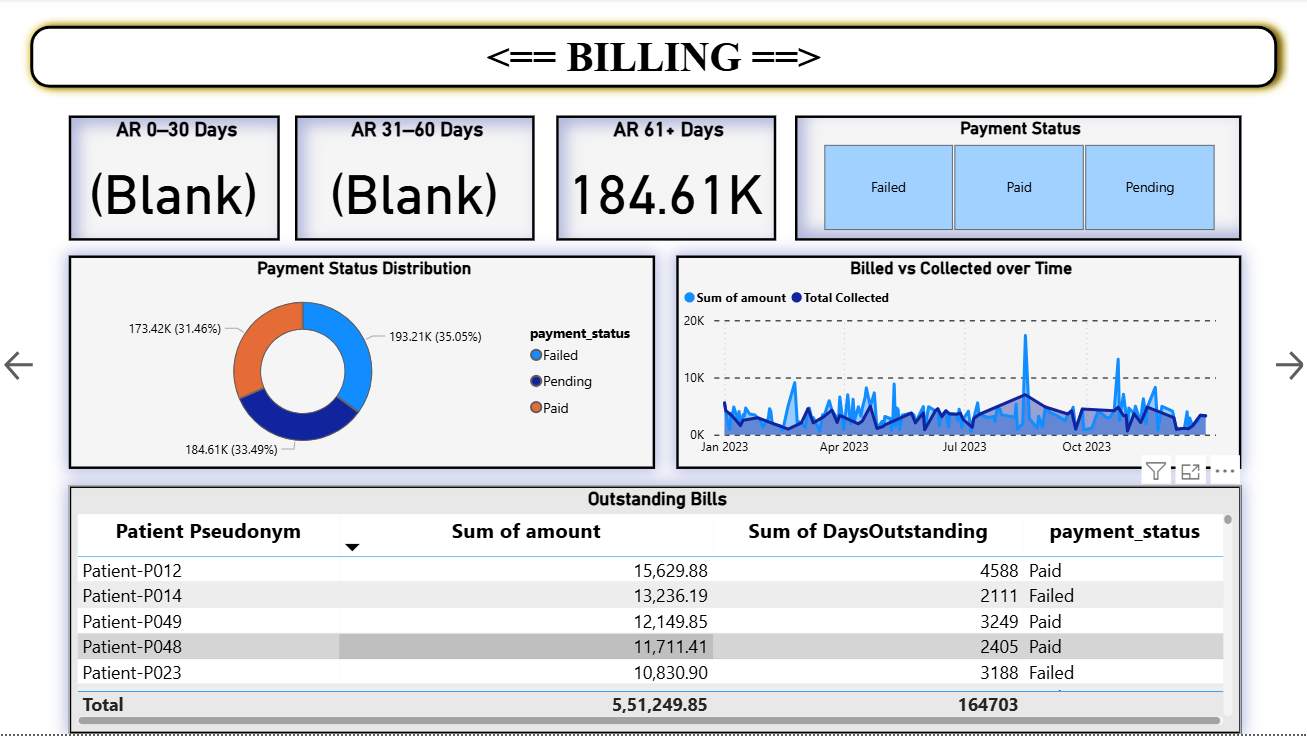 <== BILLING ==>
AR 0–30 Days
(Blank)
AR 31–60 Days
(Blank)
AR 61+ Days
184.61K
Payment Status
Failed
Paid
Pending
Payment Status Distribution
173.42K (31.46%)
193.21K (35.05%)
184.61K (33.49%)
payment_status
Failed
Pending
Paid
Billed vs Collected over Time
Sum of amount Total Collected
20K
10K
0K
Jan 2023 Apr 2023 Jul 2023 Oct 2023
Outstanding Bills
Patient Pseudonym Sum of amount Sum of DaysOutstanding payment_status
Patient-P012 15,629.88 4588 Paid
Patient-P014 13,236.19 2111 Failed
Patient-P049 12,149.85 3249 Paid
Patient-P048 11,711.41 2405 Paid
Patient-P023 10,830.90 3188 Failed
Total 5,51,249.85 164703